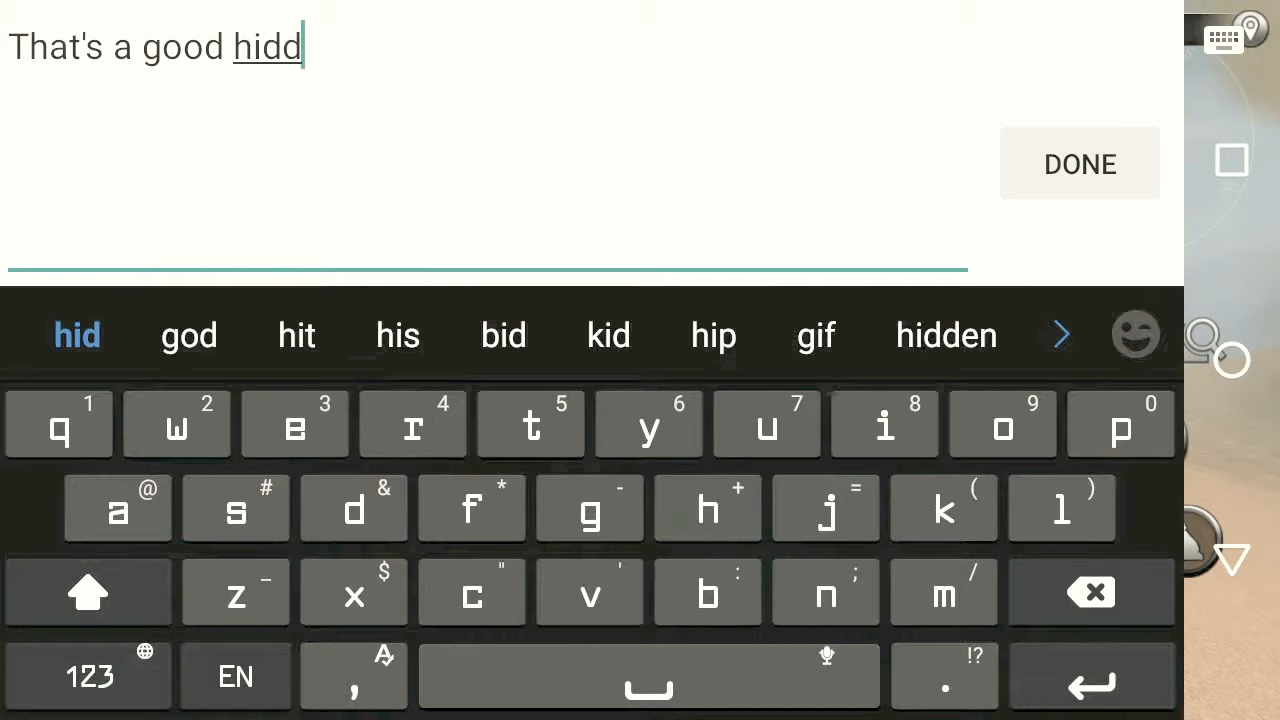 That's a good hidd
DONE
hid god hit his bid kid hip gif hidden
q 1 w 2 e 3 r 4 t 5 y 6 u 7 i 8 o 9 p 0
a @ s # d & f * g - h + j = k ( l )
z _ x $ c " v ' b : n ; m /
123 EN , . !?